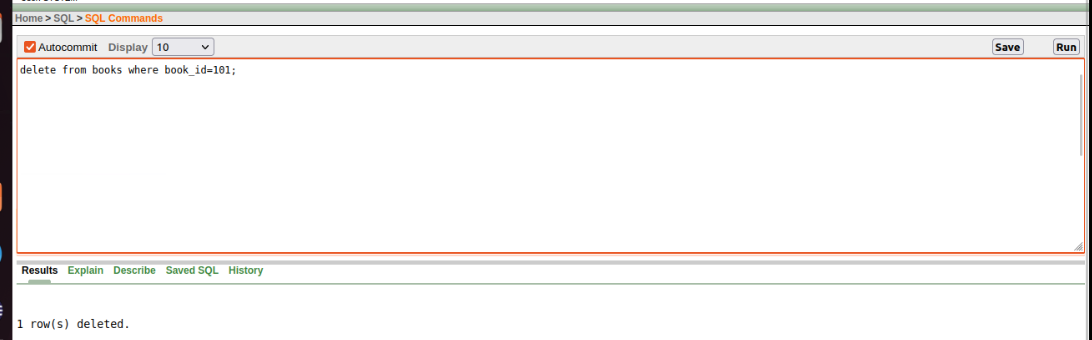 Home > SQL > SQL Commands
Autocommit Display 10 Save Run
delete from books where book_id=101;
Results Explain Describe Saved SQL History
1 row(s) deleted.